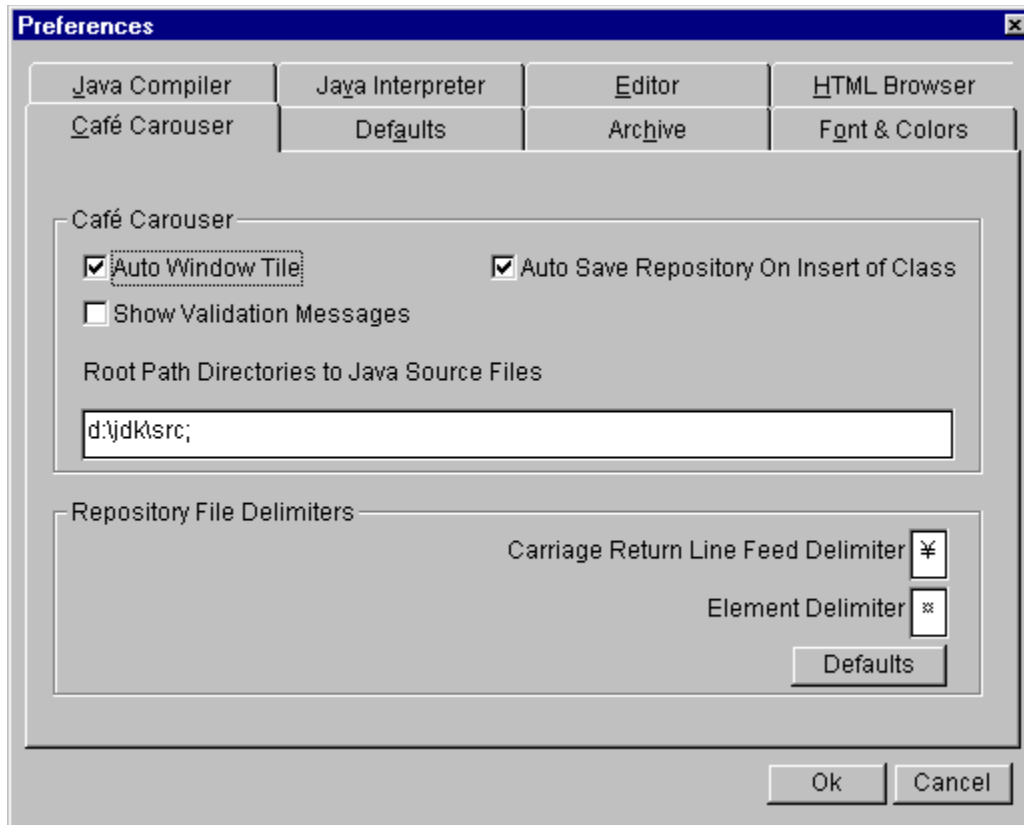 Preferences
Java Compiler
Java Interpreter
Editor
HTML Browser
Café Carouser
Defaults
Archive
Font & Colors
Café Carouser
Auto Window Tile
Auto Save Repository On Insert of Class
Show Validation Messages
Root Path Directories to Java Source Files
d:\jdk\src;
Repository File Delimiters
Carriage Return Line Feed Delimiter ¥
Element Delimiter ¤
Defaults
Ok
Cancel